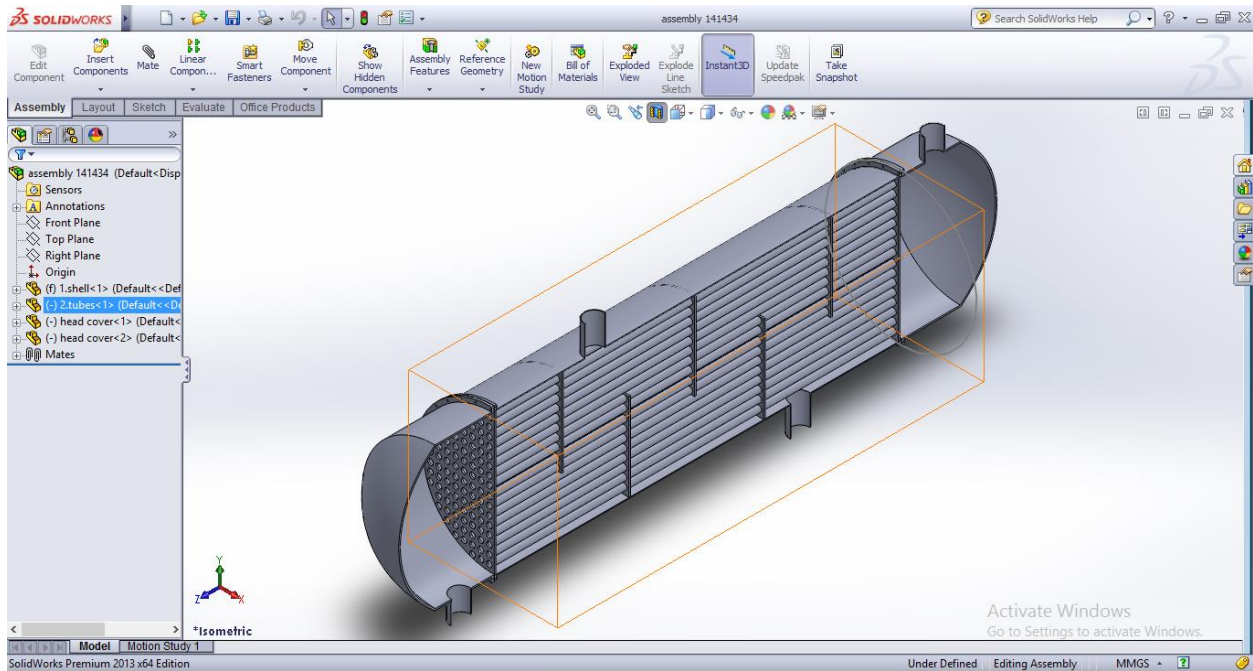 SOLIDWORKS
assembly 141434
Search SolidWorks Help
Edit Component
Insert Components
Mate
Linear Compon...
Smart Fasteners
Move Component
Show Hidden Components
Assembly Features
Reference Geometry
New Motion Study
Bill of Materials
Exploded View
Explode Line Sketch
Instant3D
Update Speedpak
Take Snapshot
Assembly
Layout
Sketch
Evaluate
Office Products
assembly 141434 (Default<Disp
Sensors
Annotations
Front Plane
Top Plane
Right Plane
Origin
(f) 1.shell<1> (Default<<Def
(-) 2.tubes<1> (Default<<De
(-) head cover<1> (Default<
(-) head cover<2> (Default<
Mates
Y
Z
X
*Isometric
Activate Windows
Go to Settings to activate Windows.
Model
Motion Study 1
SolidWorks Premium 2013 x64 Edition
Under Defined
Editing Assembly
MMGS